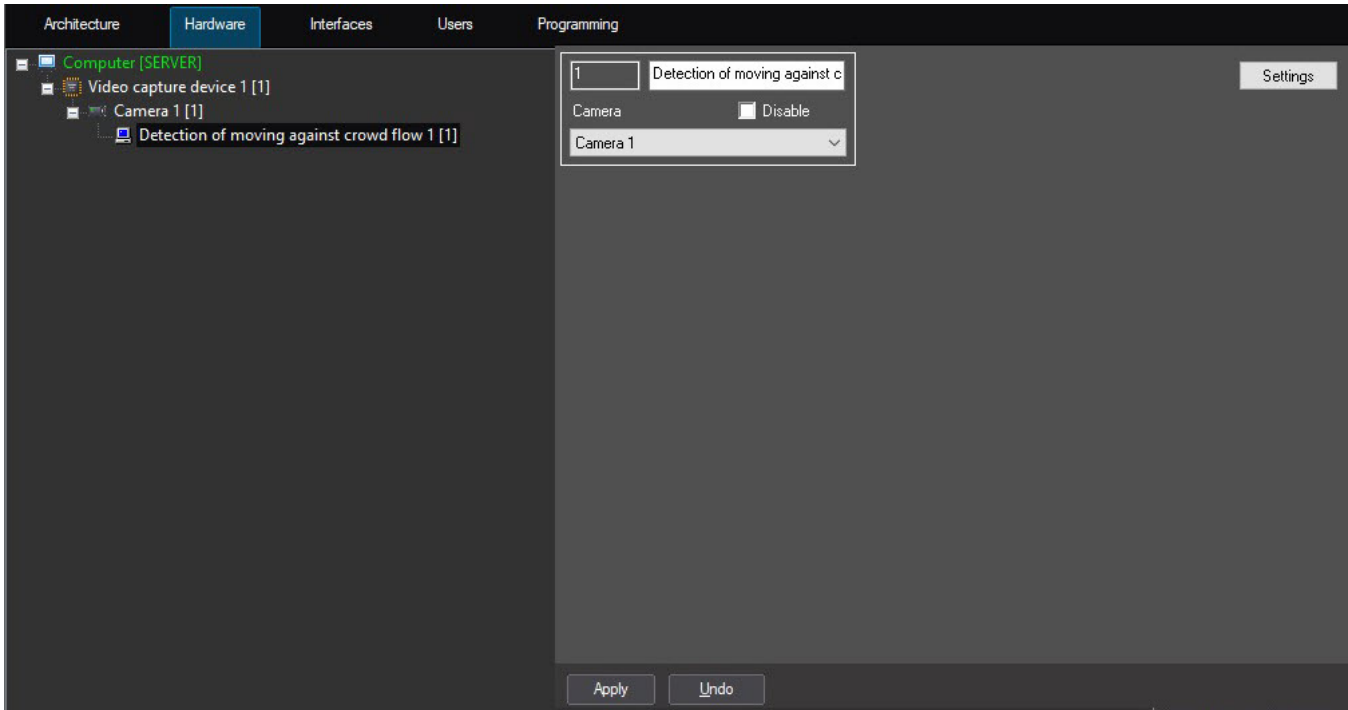 Architecture Hardware Interfaces Users Programming
Computer [SERVER]
Video capture device 1 [1]
Camera 1 [1]
Detection of moving against crowd flow 1 [1]
1 Detection of moving against c
Settings
Camera Disable
Camera 1
Apply Undo